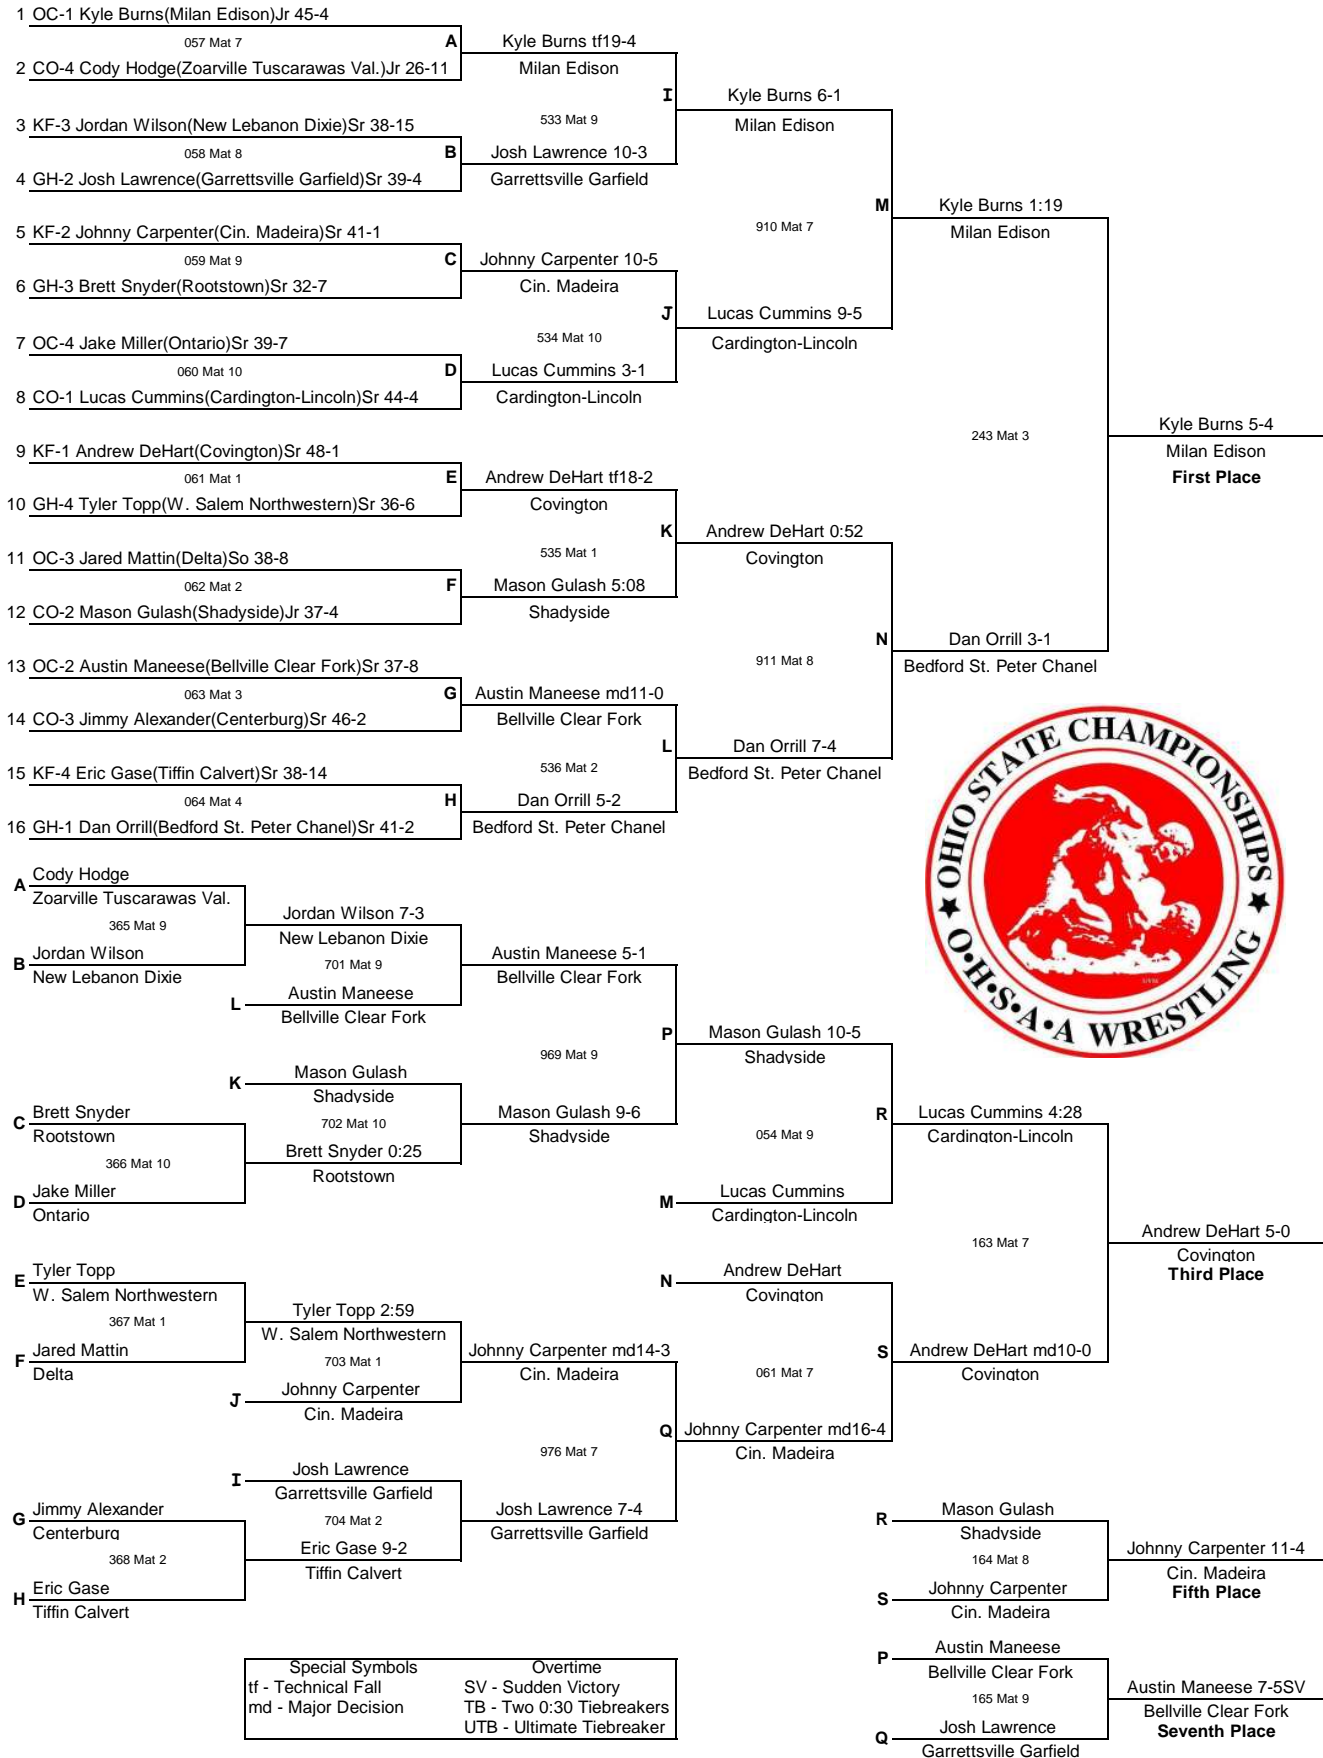 1 OC-1 Kyle Burns(Milan Edison)Jr 45-4
057 Mat 7
A
2 CO-4 Cody Hodge(Zoarville Tuscarawas Val.)Jr 26-11
Kyle Burns tf19-4
Milan Edison
3 KF-3 Jordan Wilson(New Lebanon Dixie)Sr 38-15
058 Mat 8
B
4 GH-2 Josh Lawrence(Garrettsville Garfield)Sr 39-4
533 Mat 9
I
Josh Lawrence 10-3
Garrettsville Garfield
Kyle Burns 6-1
Milan Edison
5 KF-2 Johnny Carpenter(Cin. Madeira)Sr 41-1
059 Mat 9
C
6 GH-3 Brett Snyder(Rootstown)Sr 32-7
Johnny Carpenter 10-5
Cin. Madeira
7 OC-4 Jake Miller(Ontario)Sr 39-7
060 Mat 10
D
8 CO-1 Lucas Cummins(Cardington-Lincoln)Sr 44-4
534 Mat 10
J
Lucas Cummins 3-1
Cardington-Lincoln
Lucas Cummins 9-5
Cardington-Lincoln
910 Mat 7
M
Kyle Burns 1:19
Milan Edison
9 KF-1 Andrew DeHart(Covington)Sr 48-1
061 Mat 1
E
10 GH-4 Tyler Topp(W. Salem Northwestern)Sr 36-6
Andrew DeHart tf18-2
Covington
11 OC-3 Jared Mattin(Delta)So 38-8
062 Mat 2
F
12 CO-2 Mason Gulash(Shadyside)Jr 37-4
535 Mat 1
K
Mason Gulash 5:08
Shadyside
Andrew DeHart 0:52
Covington
13 OC-2 Austin Maneese(Bellville Clear Fork)Sr 37-8
063 Mat 3
G
14 CO-3 Jimmy Alexander(Centerburg)Sr 46-2
Austin Maneese md11-0
Bellville Clear Fork
15 KF-4 Eric Gase(Tiffin Calvert)Sr 38-14
064 Mat 4
H
16 GH-1 Dan Orrill(Bedford St. Peter Chanel)Sr 41-2
536 Mat 2
L
Dan Orrill 5-2
Bedford St. Peter Chanel
Dan Orrill 7-4
Bedford St. Peter Chanel
911 Mat 8
N
Dan Orrill 3-1
Bedford St. Peter Chanel
243 Mat 3
Kyle Burns 5-4
Milan Edison
First Place
OHIO STATE CHAMPIONSHIPS
O•H•S•A•A WRESTLING
A Cody Hodge
Zoarville Tuscarawas Val.
365 Mat 9
B Jordan Wilson
New Lebanon Dixie
Jordan Wilson 7-3
New Lebanon Dixie
701 Mat 9
L Austin Maneese
Bellville Clear Fork
Austin Maneese 5-1
Bellville Clear Fork
969 Mat 9
P
K Mason Gulash
Shadyside
702 Mat 10
C Brett Snyder
Rootstown
366 Mat 10
D Jake Miller
Ontario
Brett Snyder 0:25
Rootstown
Mason Gulash 9-6
Shadyside
Mason Gulash 10-5
Shadyside
054 Mat 9
R
M Lucas Cummins
Cardington-Lincoln
Lucas Cummins 4:28
Cardington-Lincoln
E Tyler Topp
W. Salem Northwestern
367 Mat 1
F Jared Mattin
Delta
Tyler Topp 2:59
W. Salem Northwestern
703 Mat 1
J Johnny Carpenter
Cin. Madeira
Johnny Carpenter md14-3
Cin. Madeira
976 Mat 7
Q
I Josh Lawrence
Garrettsville Garfield
704 Mat 2
G Jimmy Alexander
Centerburg
368 Mat 2
H Eric Gase
Tiffin Calvert
Eric Gase 9-2
Tiffin Calvert
Josh Lawrence 7-4
Garrettsville Garfield
N Andrew DeHart
Covington
061 Mat 7
S
Johnny Carpenter md16-4
Cin. Madeira
Andrew DeHart md10-0
Covington
163 Mat 7
Andrew DeHart 5-0
Covington
Third Place
R Mason Gulash
Shadyside
164 Mat 8
S Johnny Carpenter
Cin. Madeira
Johnny Carpenter 11-4
Cin. Madeira
Fifth Place
P Austin Maneese
Bellville Clear Fork
165 Mat 9
Q Josh Lawrence
Garrettsville Garfield
Austin Maneese 7-5SV
Bellville Clear Fork
Seventh Place
Special Symbols
tf - Technical Fall
md - Major Decision
Overtime
SV - Sudden Victory
TB - Two 0:30 Tiebreakers
UTB - Ultimate Tiebreaker